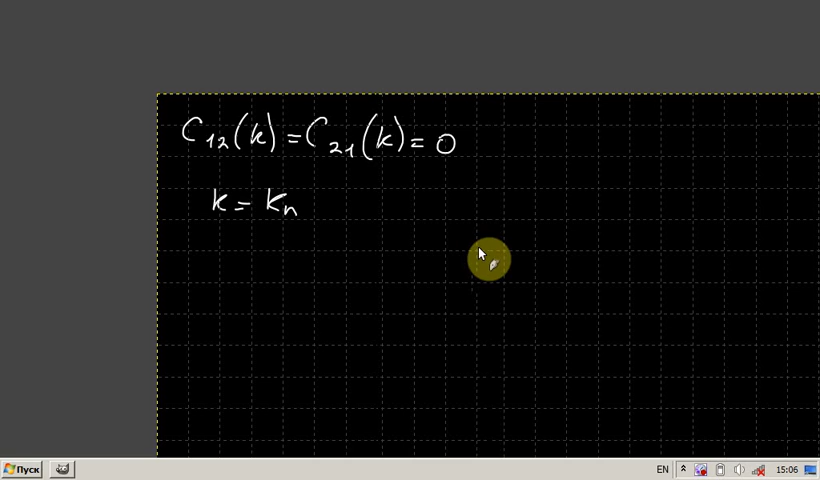 C₁₂(k) = C₂₁(k) = 0
k = kₙ
Пуск EN 15:06